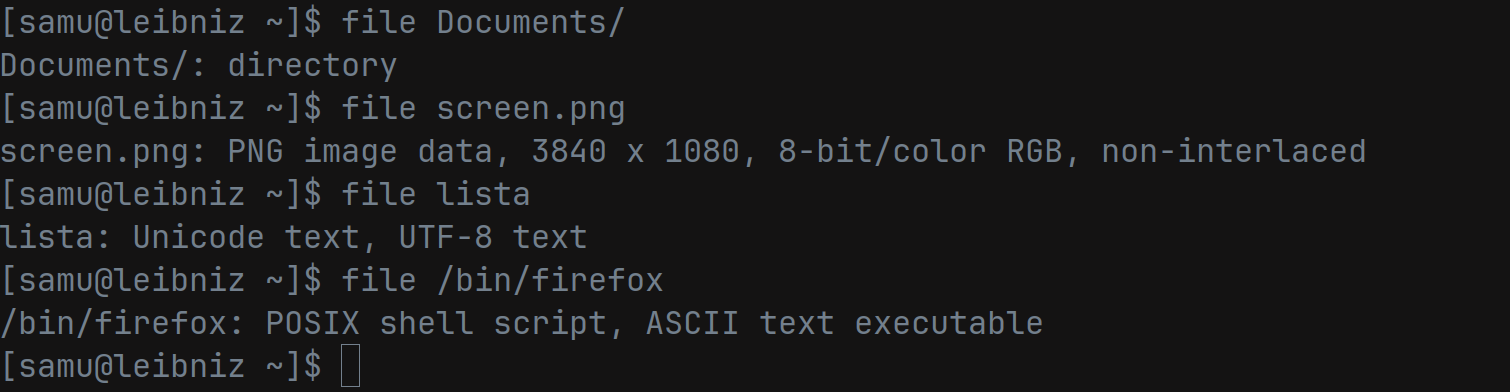 [samu@leibniz ~]$ file Documents/
Documents/: directory
[samu@leibniz ~]$ file screen.png
screen.png: PNG image data, 3840 x 1080, 8-bit/color RGB, non-interlaced
[samu@leibniz ~]$ file lista
lista: Unicode text, UTF-8 text
[samu@leibniz ~]$ file /bin/firefox
/bin/firefox: POSIX shell script, ASCII text executable
[samu@leibniz ~]$